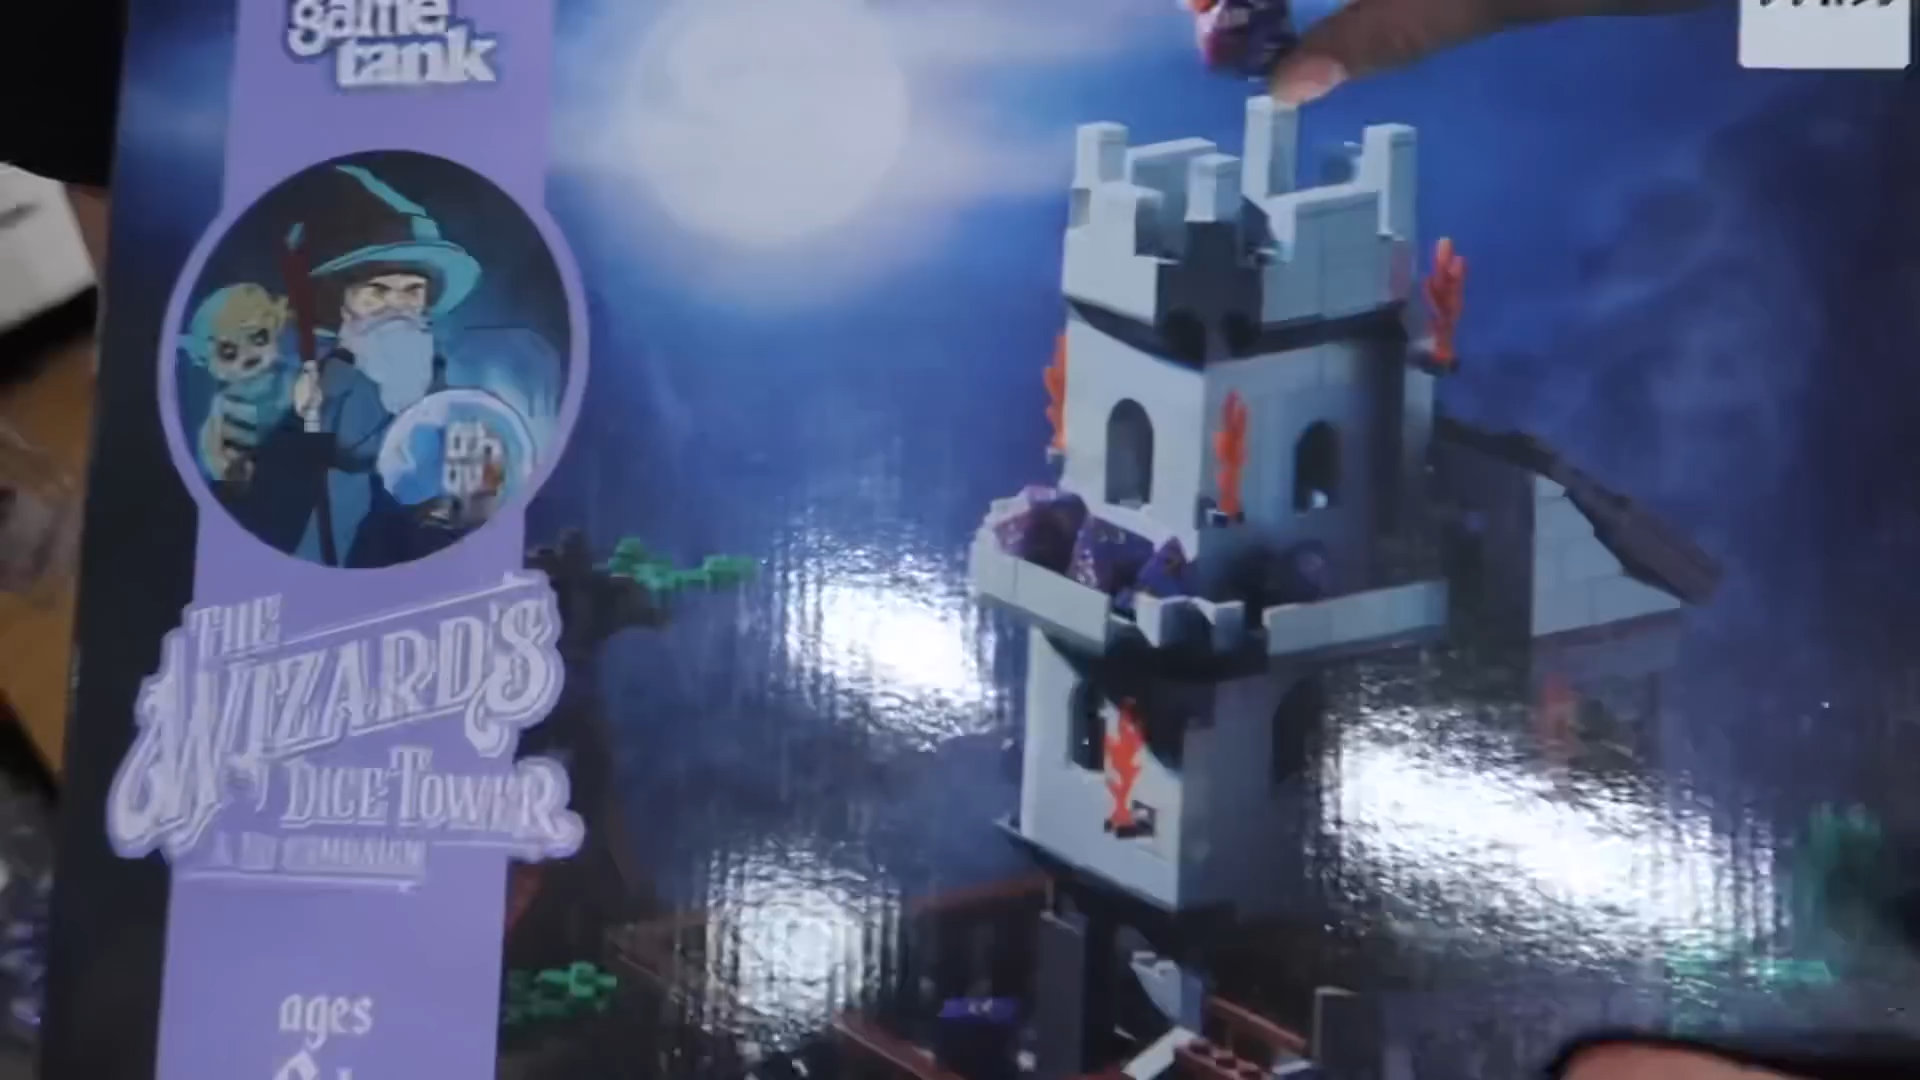 game
tank
THE
WIZARD'S
DICE TOWER
ages